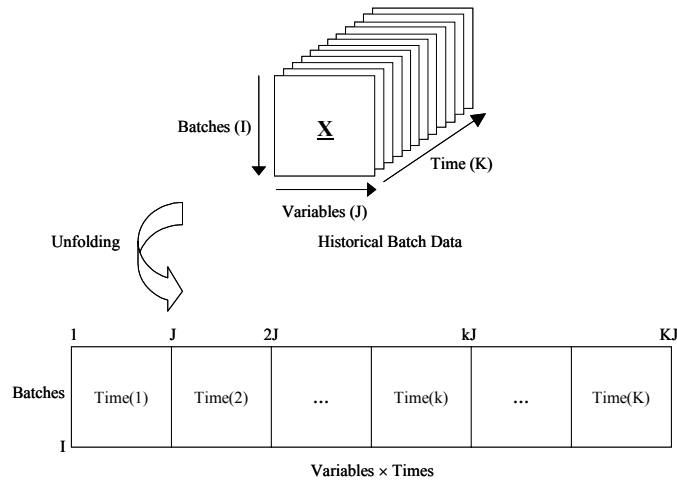 Batches (I)
X
Time (K)
Variables (J)
Unfolding
Historical Batch Data
1 J 2J kJ KJ
Batches
Time(1) Time(2) ... Time(k) ... Time(K)
I
Variables × Times